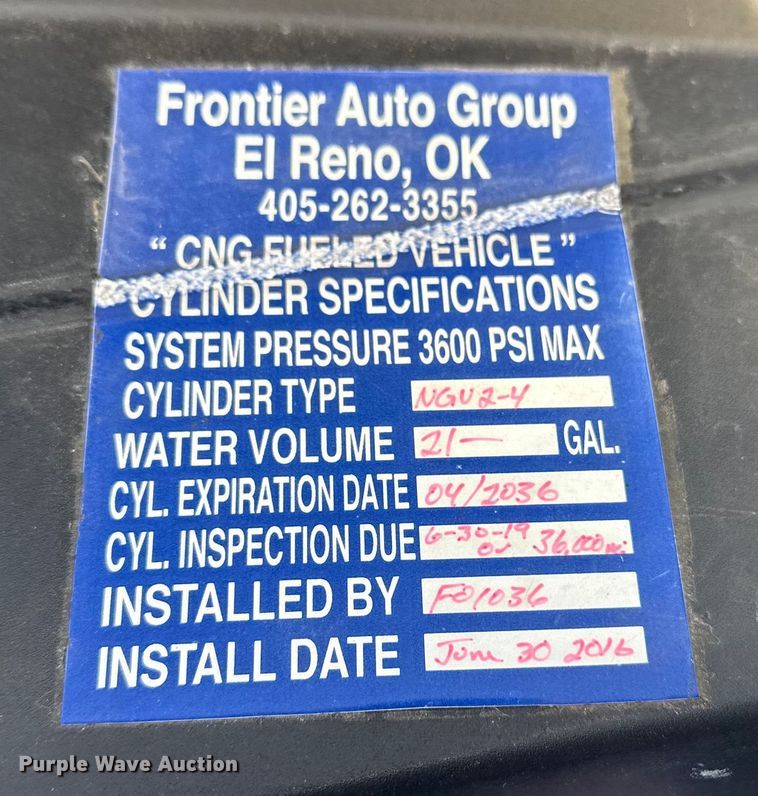 Frontier Auto Group
El Reno, OK
405-262-3355
“ CNG FUELED VEHICLE ”
CYLINDER SPECIFICATIONS
SYSTEM PRESSURE 3600 PSI MAX
CYLINDER TYPE NGV2-4
WATER VOLUME 21— GAL.
CYL. EXPIRATION DATE 04/2036
CYL. INSPECTION DUE 6-30-19 or 36,000 mi
INSTALLED BY F01036
INSTALL DATE June 30 2016
Purple Wave Auction